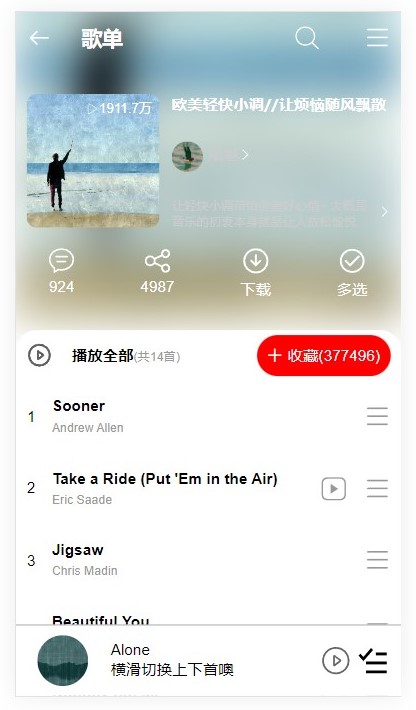 歌单
1911.7万
欧美轻快小调//让烦恼随风飘散
924
4987
下载
多选
播放全部(共14首)
+ 收藏(377496)
1
Sooner
Andrew Allen
2
Take a Ride (Put 'Em in the Air)
Eric Saade
3
Jigsaw
Chris Madin
Beautiful You
Alone
横滑切换上下首噢